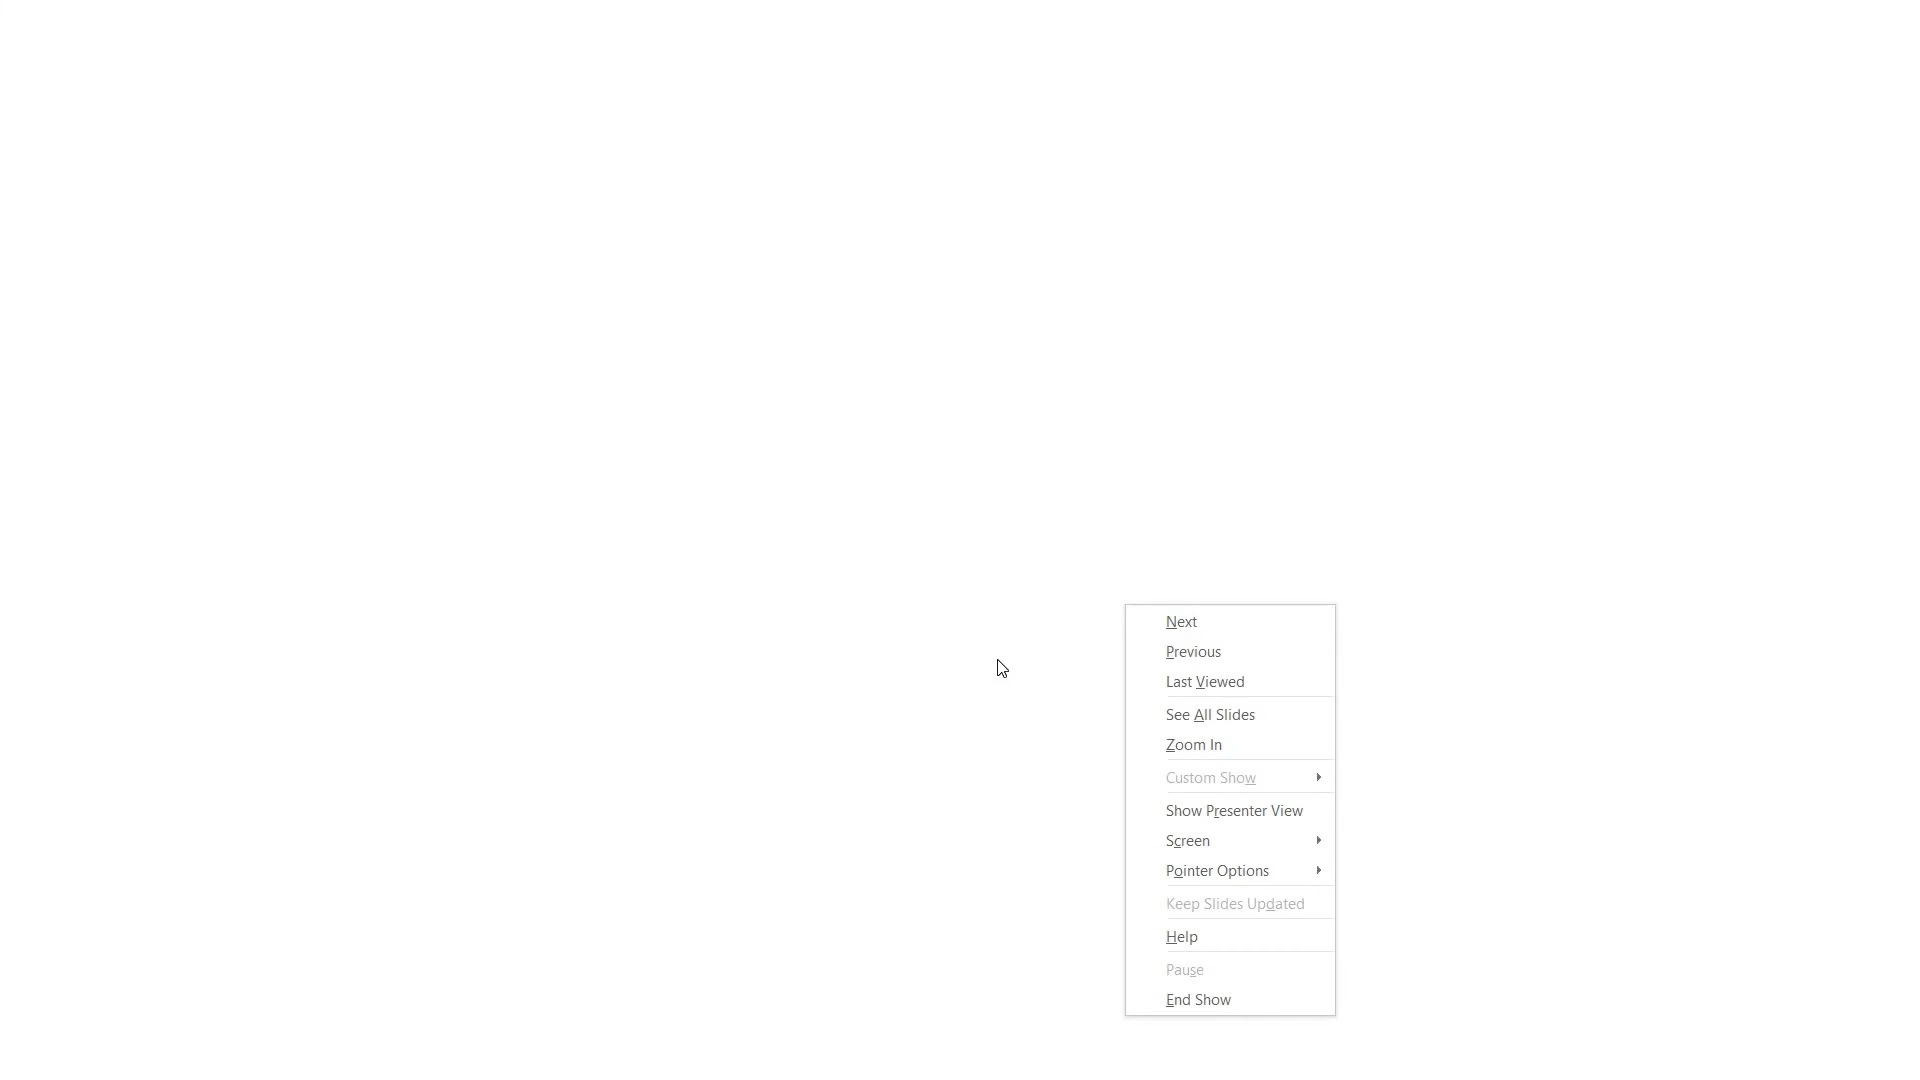 Next
Previous
Last Viewed
See All Slides
Zoom In
Custom Show
Show Presenter View
Screen
Pointer Options
Keep Slides Updated
Help
Pause
End Show